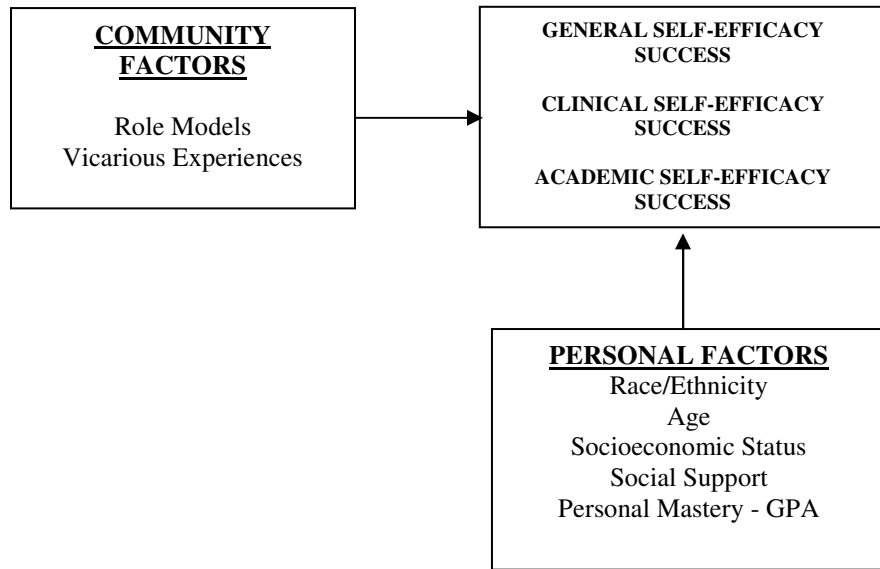 COMMUNITY
FACTORS
Role Models
Vicarious Experiences
GENERAL SELF-EFFICACY
SUCCESS
CLINICAL SELF-EFFICACY
SUCCESS
ACADEMIC SELF-EFFICACY
SUCCESS
PERSONAL FACTORS
Race/Ethnicity
Age
Socioeconomic Status
Social Support
Personal Mastery - GPA